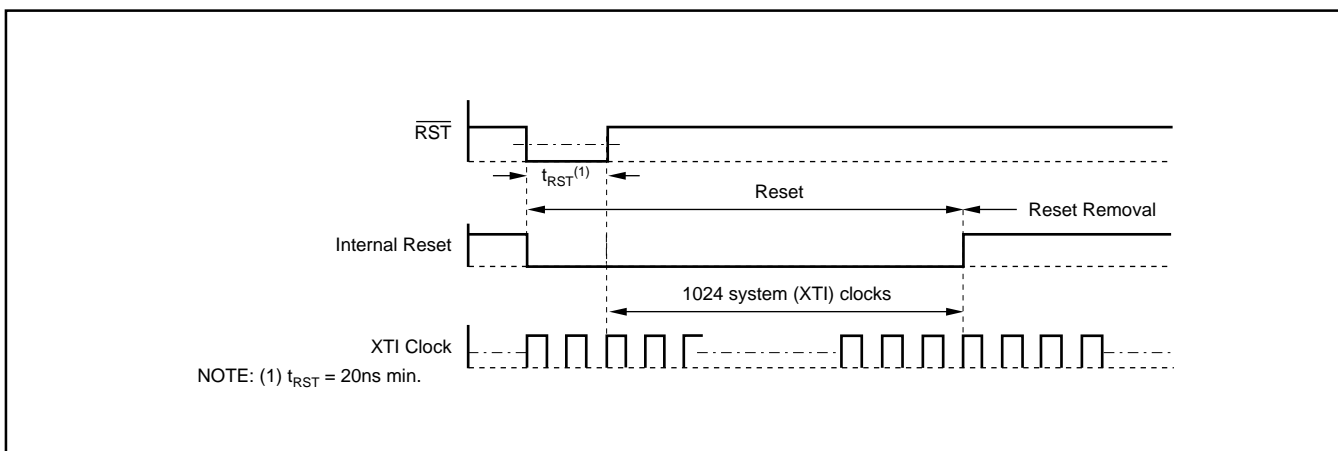 RST
tRST(1)
Reset
Reset Removal
Internal Reset
1024 system (XTI) clocks
XTI Clock
NOTE: (1) tRST = 20ns min.